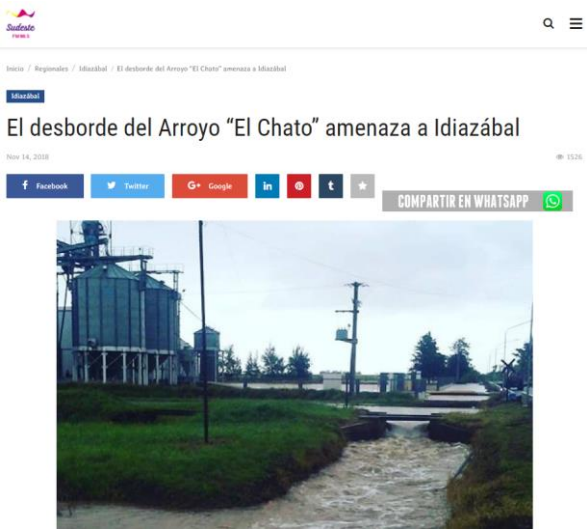 Sudeste
Inicio / Regionales / Idiazábal / El desborde del Arroyo "El Chato" amenaza a Idiazábal
Idiazábal
El desborde del Arroyo “El Chato” amenaza a Idiazábal
Nov 14, 2018
1526
Facebook
Twitter
G+ Google
in
t
COMPARTIR EN WHATSAPP